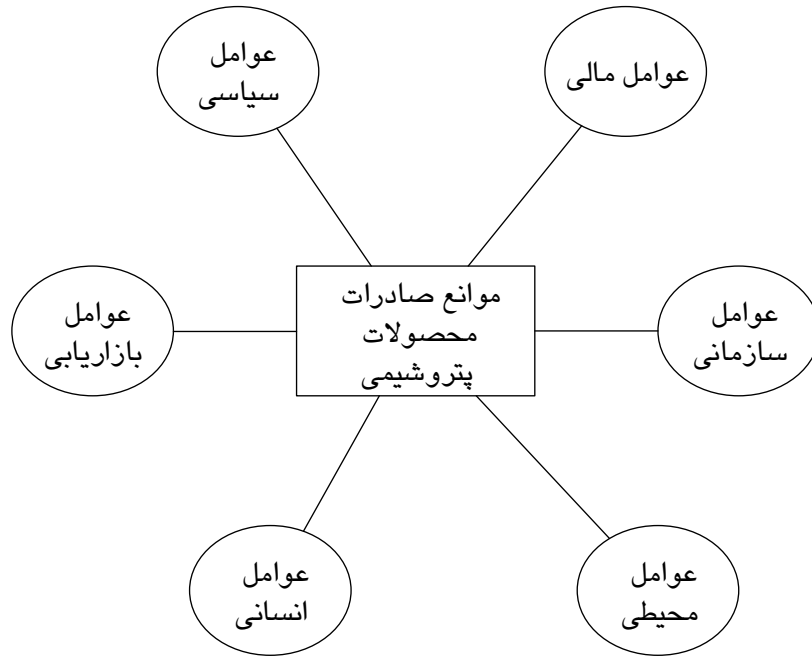 عوامل
سیاسی
عوامل مالی
عوامل
بازاریابی
موانع صادرات
محصولات
پتروشیمی
عوامل
سازمانی
عوامل
انسانی
عوامل
محیطی